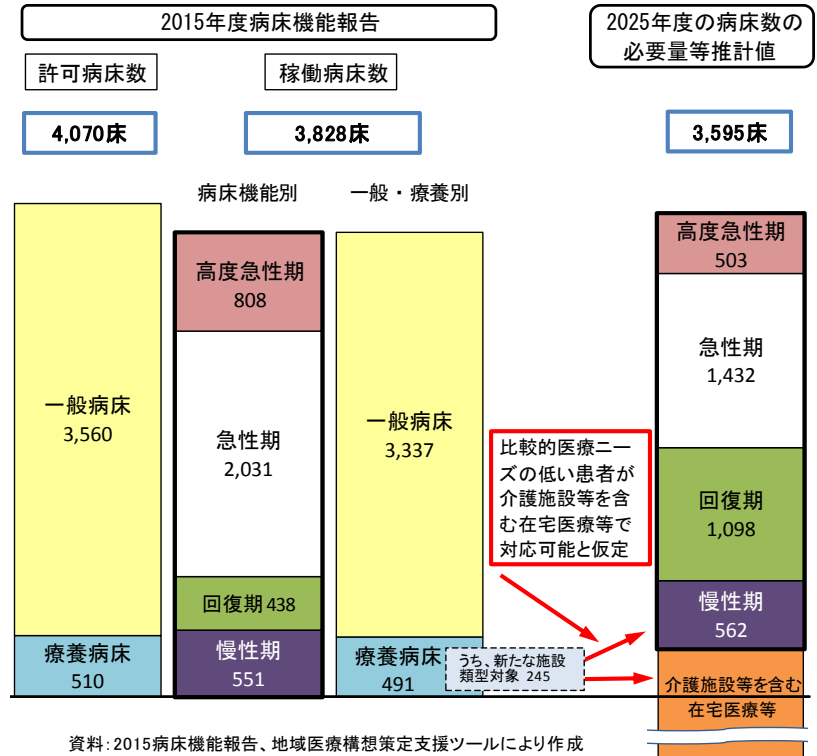 2015年度病床機能報告
2025年度の病床数の
必要量等推計値
許可病床数
稼働病床数
4,070床
3,828床
3,595床
病床機能別
一般・療養別
一般病床
3,560
療養病床
510
高度急性期
808
急性期
2,031
回復期 438
慢性期
551
一般病床
3,337
療養病床
491
うち、新たな施設
類型対象 245
比較的医療ニー
ズの低い患者が
介護施設等を含
む在宅医療等で
対応可能と仮定
高度急性期
503
急性期
1,432
回復期
1,098
慢性期
562
介護施設等を含む
在宅医療等
資料：2015病床機能報告、地域医療構想策定支援ツールにより作成